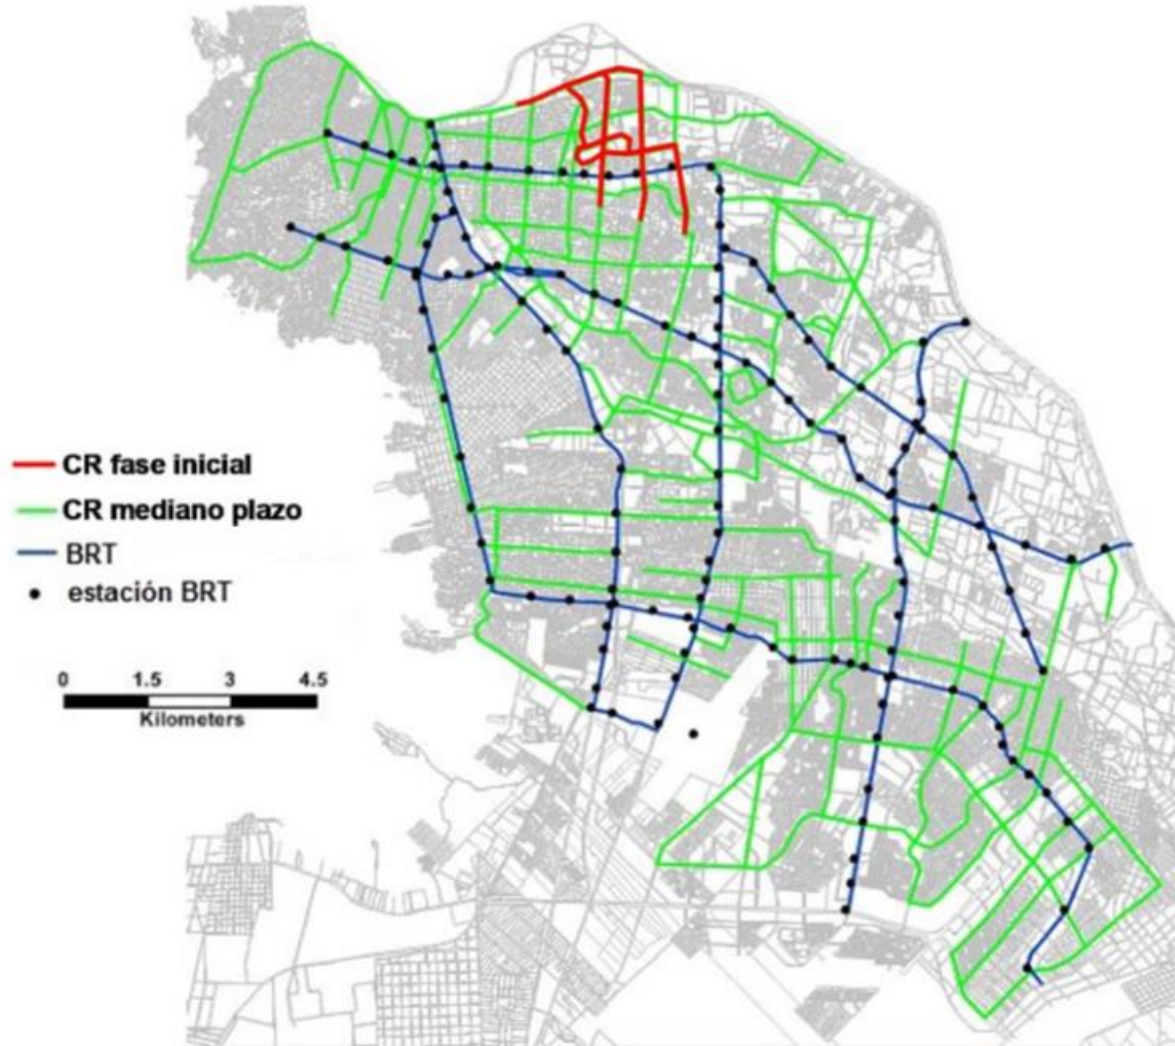 CR fase inicial
CR mediano plazo
BRT
estación BRT
0 1.5 3 4.5
Kilometers